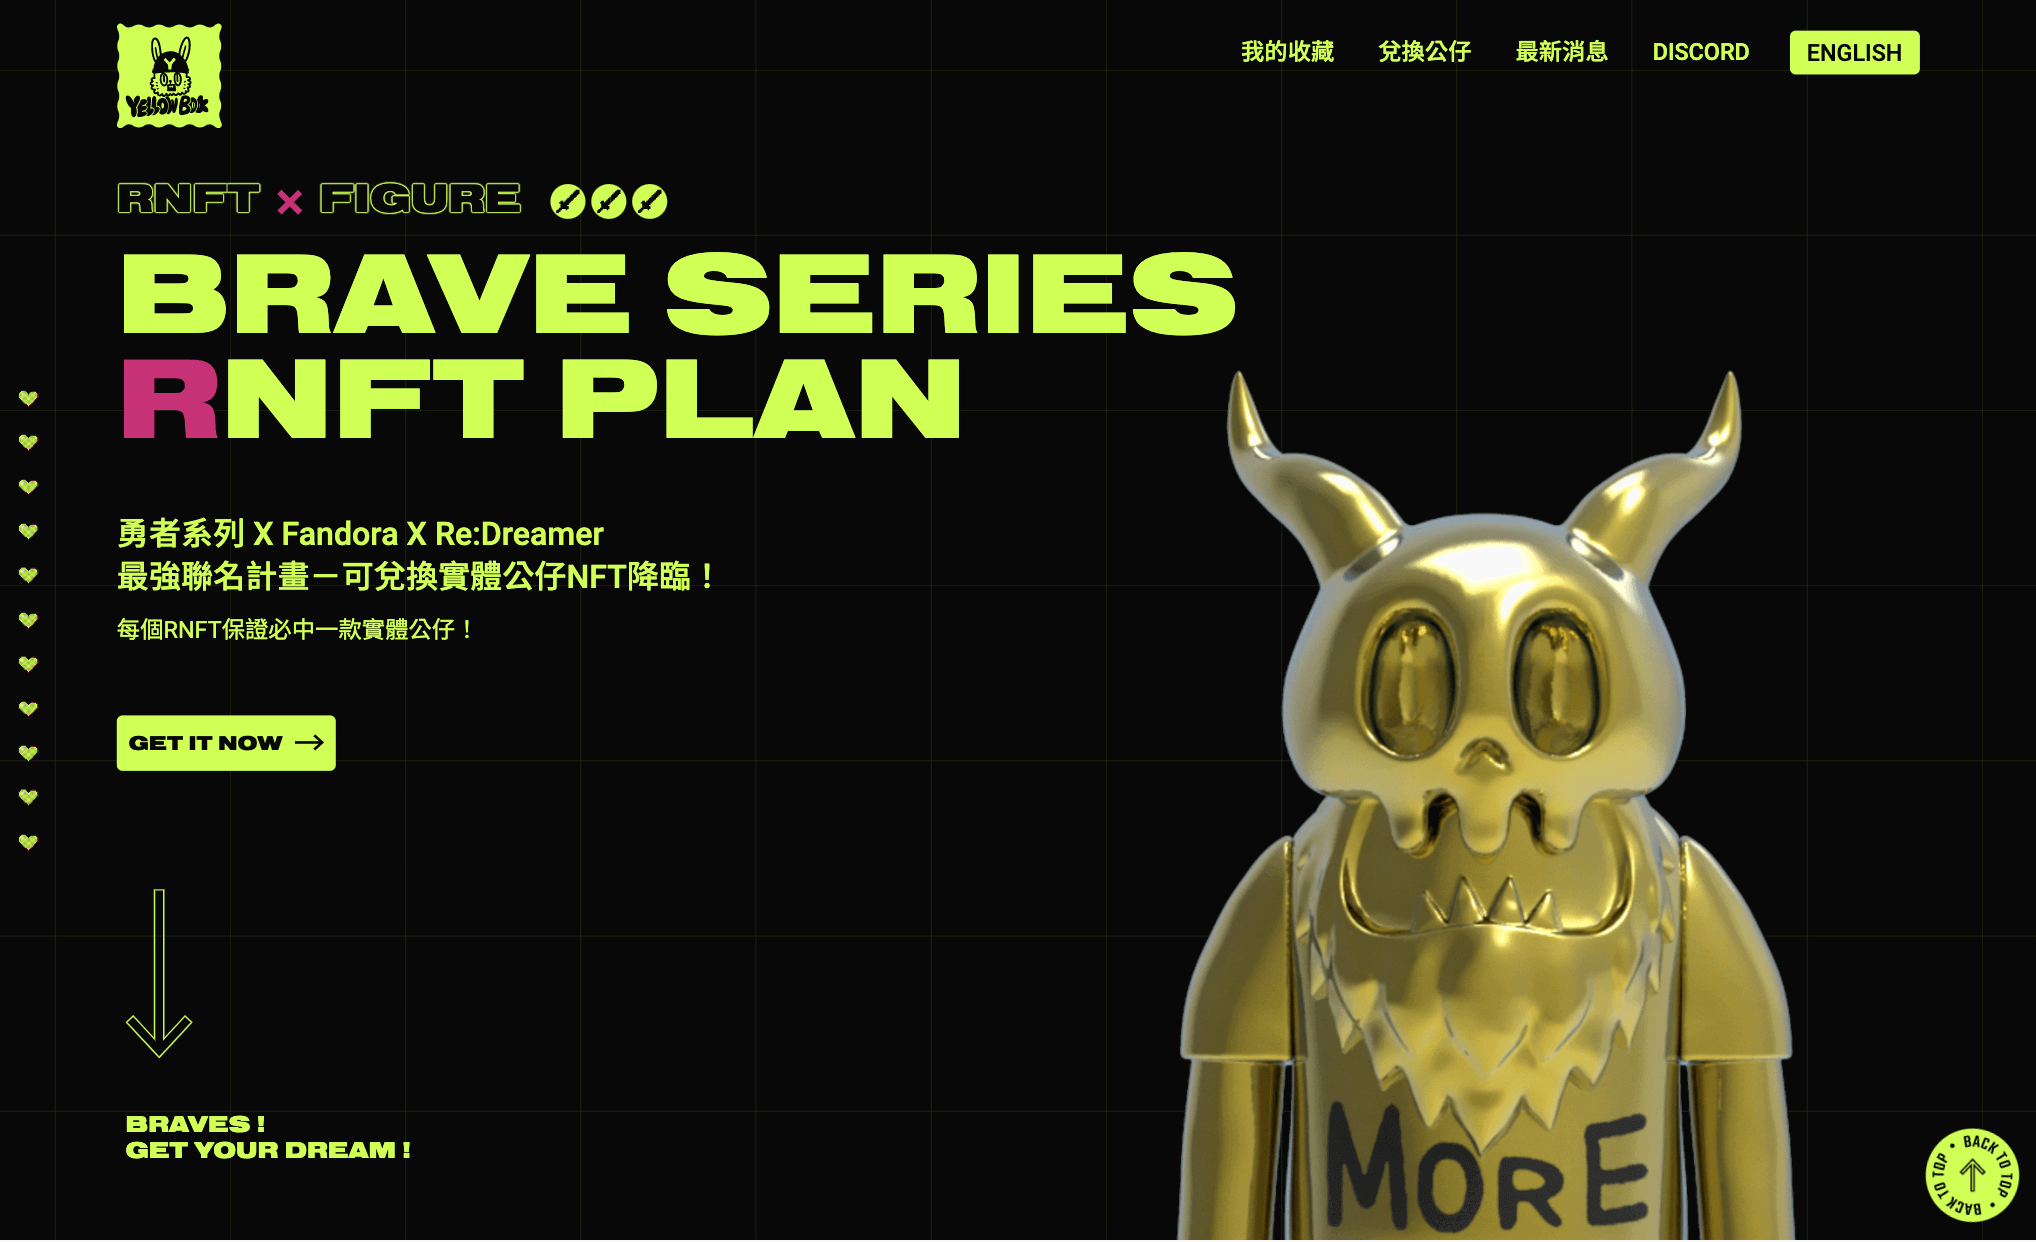 YELLOW BOX
我的收藏
兌換公仔
最新消息
DISCORD
ENGLISH
RNFT × FIGURE
BRAVE SERIES
RNFT PLAN
勇者系列 X Fandora X Re:Dreamer
最強聯名計畫－可兌換實體公仔NFT降臨！
每個RNFT保證必中一款實體公仔！
GET IT NOW →
BRAVES !
GET YOUR DREAM !
MORE
BACK TO TOP • BACK TO TOP •